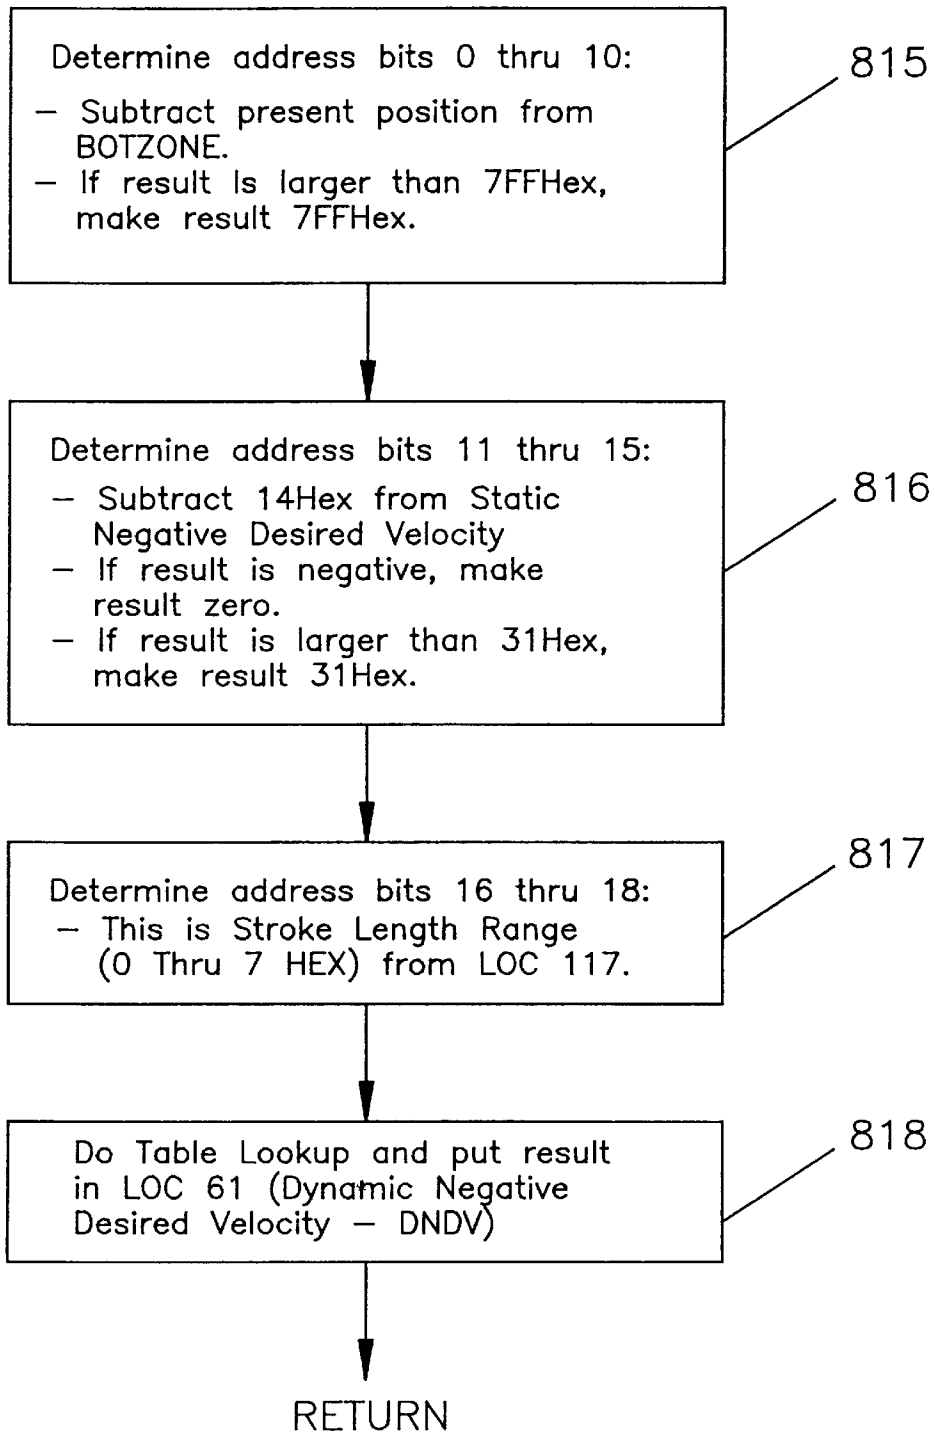 Determine address bits 0 thru 10:
815
– Subtract present position from
BOTZONE.
– If result Is larger than 7FFHex,
make result 7FFHex.
Determine address bits 11 thru 15:
816
– Subtract 14Hex from Static
Negative Desired Velocity
– If result is negative, make
result zero.
– If result is larger than 31Hex,
make result 31Hex.
817
Determine address bits 16 thru 18:
– This is Stroke Length Range
(0 Thru 7 HEX) from LOC 117.
818
Do Table Lookup and put result
in LOC 61 (Dynamic Negative
Desired Velocity – DNDV)
RETURN